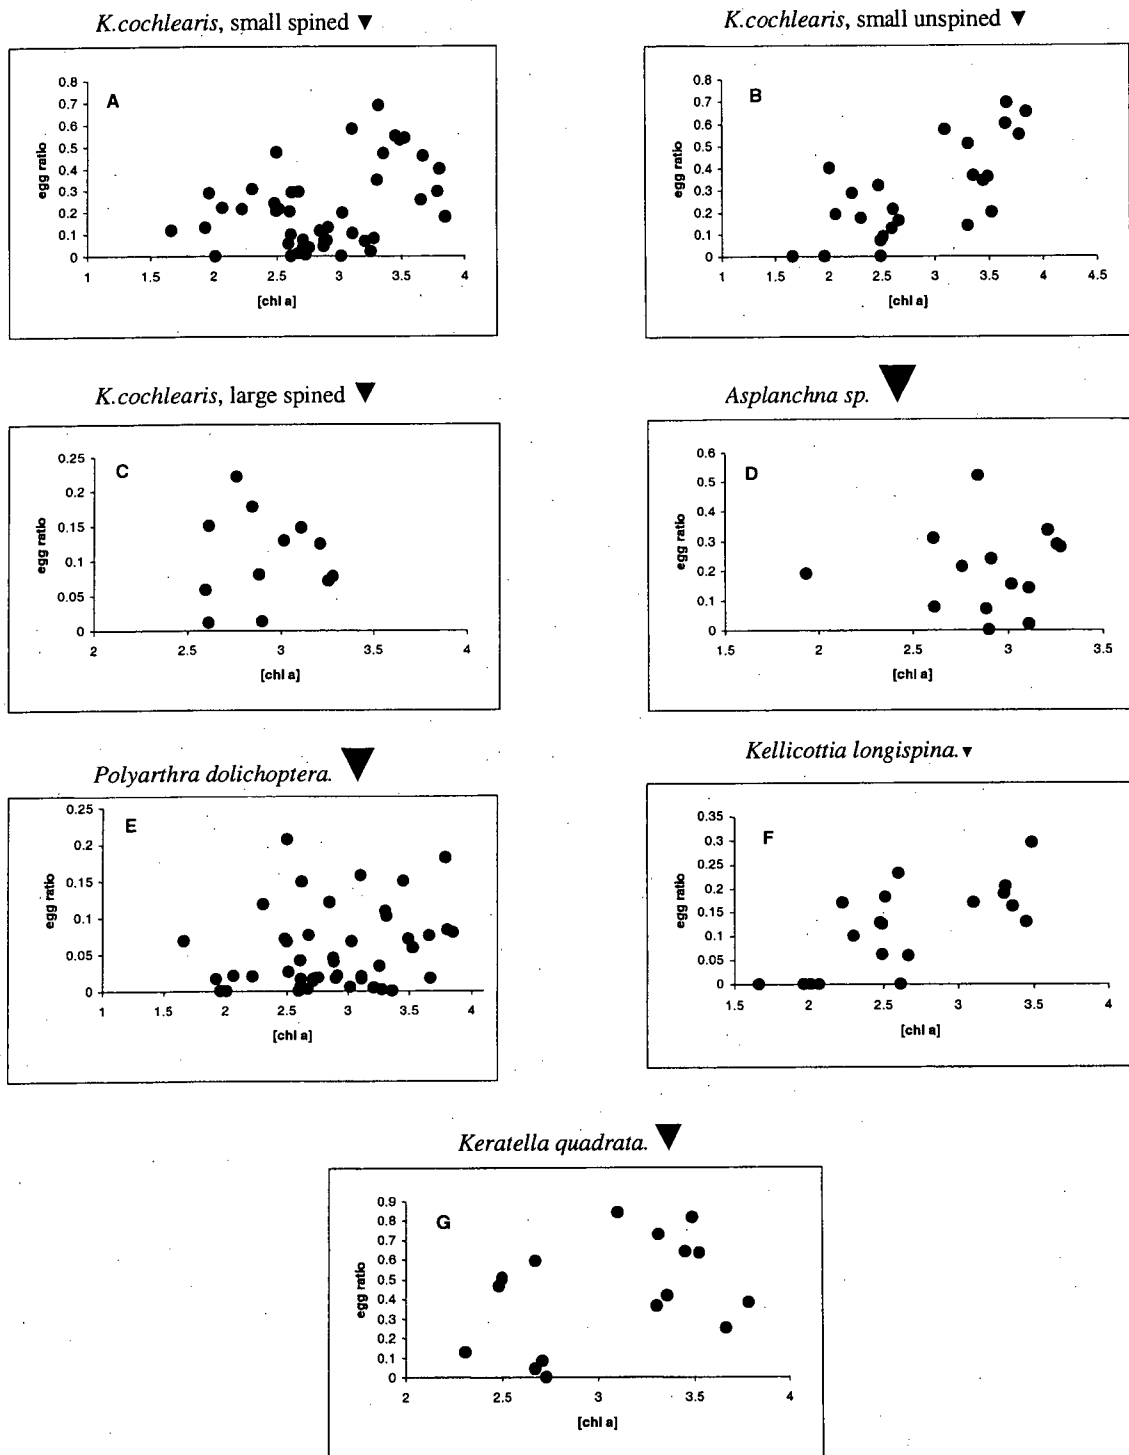 K.cochlearis, small spined ▼
A
0.8
0.7
0.6
0.5
0.4
0.3
0.2
0.1
0
egg ratio
1 1.5 2 2.5 3 3.5 4
[chl a]
K.cochlearis, small unspined ▼
B
0.8
0.7
0.6
0.5
0.4
0.3
0.2
0.1
0
egg ratio
1 1.5 2 2.5 3 3.5 4 4.5
[chl a]
K.cochlearis, large spined ▼
C
0.25
0.2
0.15
0.1
0.05
0
egg ratio
2 2.5 3 3.5 4
[chl a]
Asplanchna sp. ▼
D
0.6
0.5
0.4
0.3
0.2
0.1
0
egg ratio
1.5 2 2.5 3 3.5
[chl a]
Polyarthra dolichoptera. ▼
E
0.25
0.2
0.15
0.1
0.05
0
egg ratio
1 1.5 2 2.5 3 3.5 4
[chl a]
Kellicottia longispina. ▼
F
0.35
0.3
0.25
0.2
0.15
0.1
0.05
0
egg ratio
1.5 2 2.5 3 3.5 4
[chl a]
Keratella quadrata. ▼
G
0.9
0.8
0.7
0.6
0.5
0.4
0.3
0.2
0.1
0
egg ratio
2 2.5 3 3.5 4
[chl a]